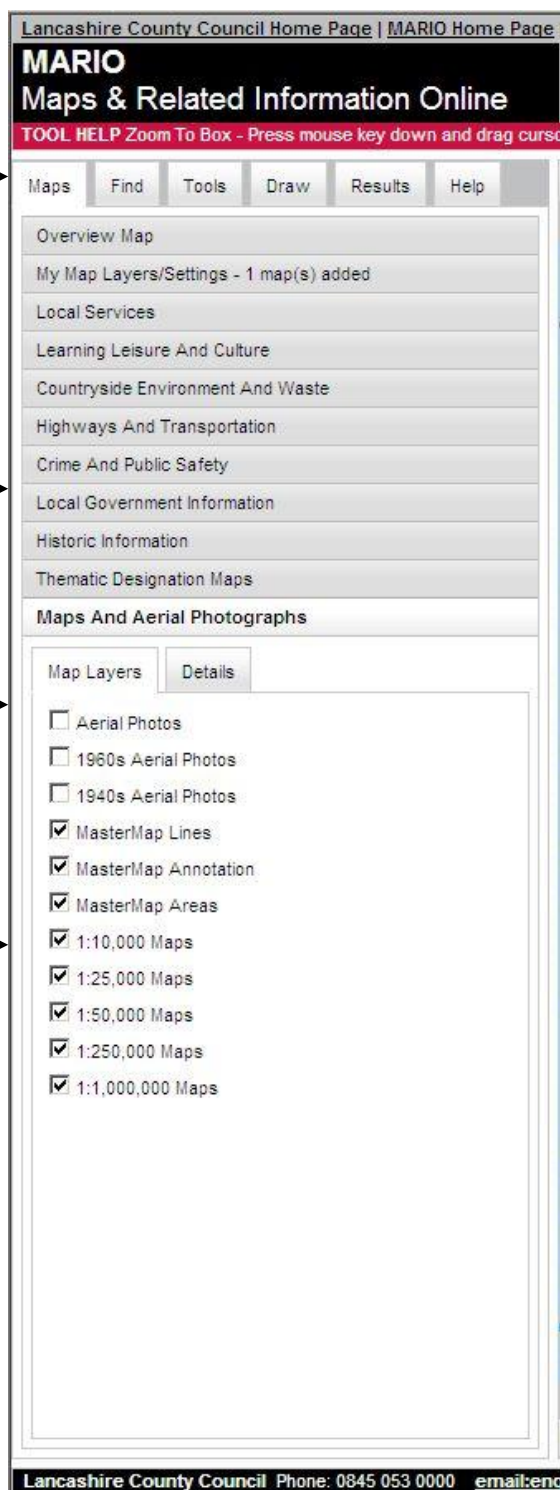 Lancashire County Council Home Page | MARIO Home Page
MARIO
Maps & Related Information Online
TOOL HELP Zoom To Box - Press mouse key down and drag
Maps Find Tools Draw Results Help
Overview Map
My Map Layers/Settings - 1 map(s) added
Local Services
Learning Leisure And Culture
Countryside Environment And Waste
Highways And Transportation
Crime And Public Safety
Local Government Information
Historic Information
Thematic Designation Maps
Maps And Aerial Photographs
Map Layers Details
Aerial Photos
1960s Aerial Photos
1940s Aerial Photos
MasterMap Lines
MasterMap Annotation
MasterMap Areas
1:10,000 Maps
1:25,000 Maps
1:50,000 Maps
1:250,000 Maps
1:1,000,000 Maps
Lancashire County Council Phone: 0845 053 0000